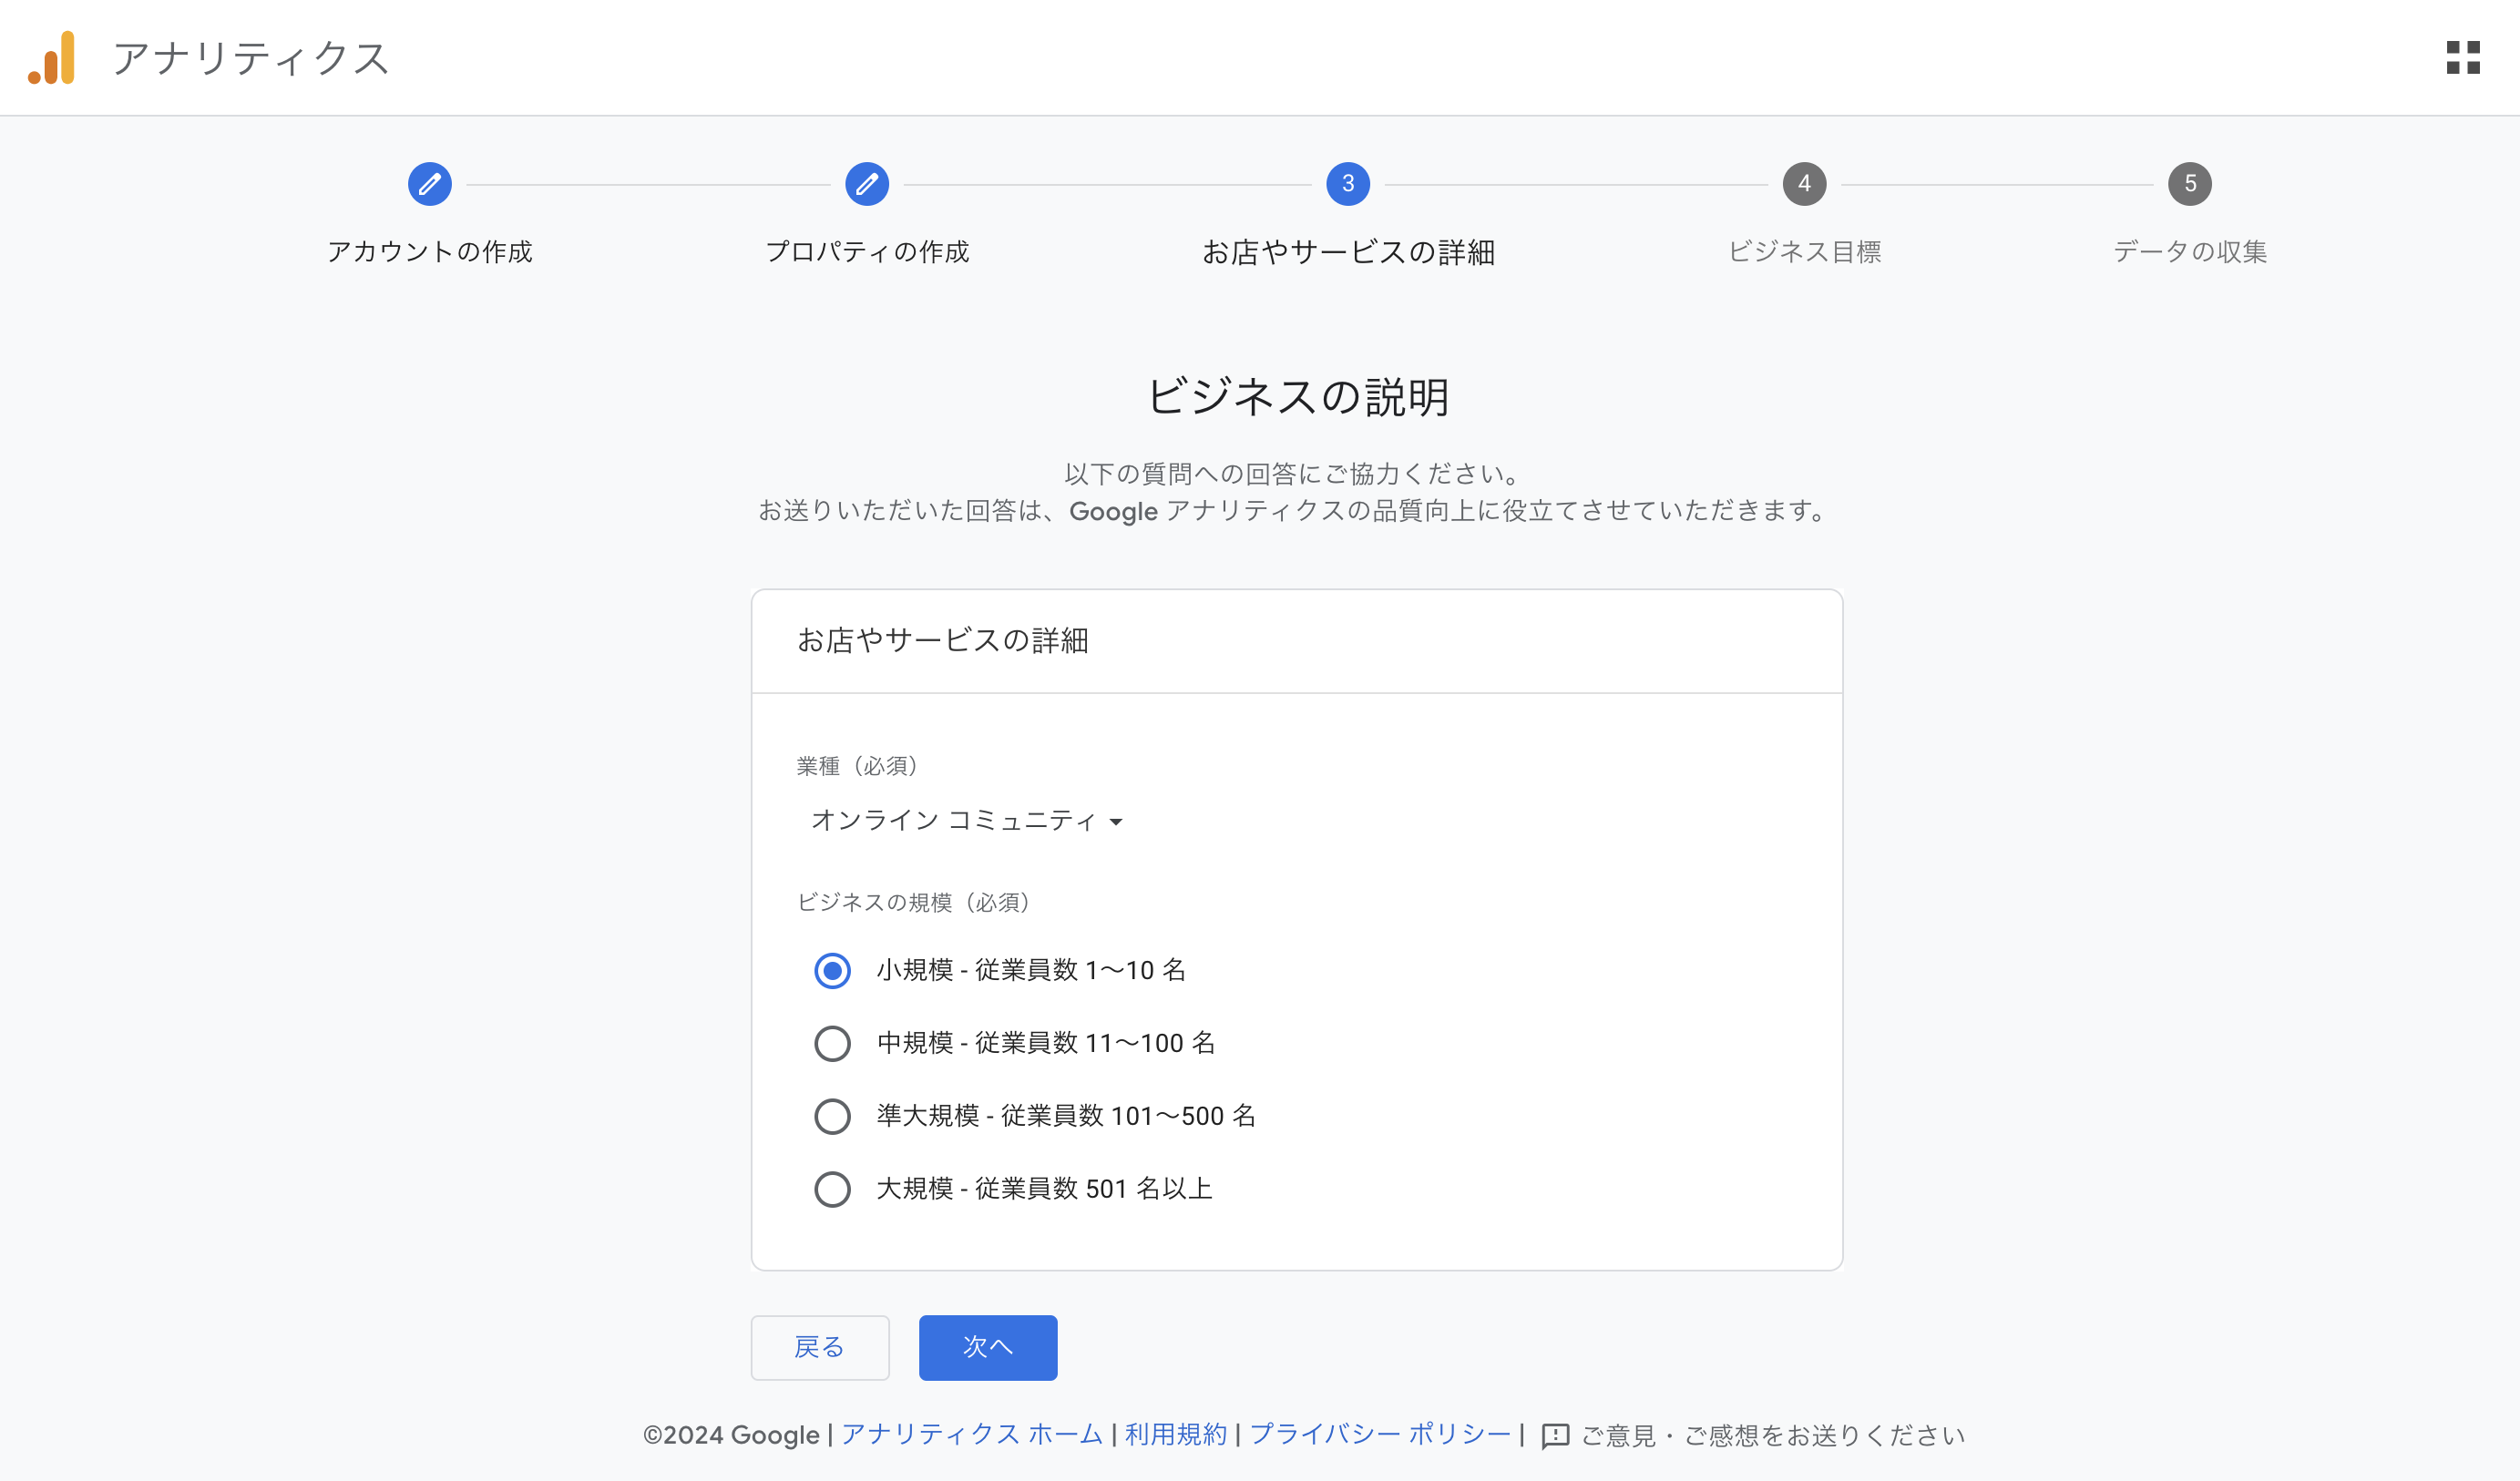 アナリティクス
3
4
5
アカウントの作成
プロパティの作成
お店やサービスの詳細
ビジネス目標
データの収集
ビジネスの説明
以下の質問への回答にご協力ください。
お送りいただいた回答は、Google アナリティクスの品質向上に役立てさせていただきます。
お店やサービスの詳細
業種（必須）
オンライン コミュニティ
ビジネスの規模（必須）
小規模 - 従業員数 1～10 名
中規模 - 従業員数 11～100 名
準大規模 - 従業員数 101～500 名
大規模 - 従業員数 501 名以上
戻る
次へ
©2024 Google | アナリティクス ホーム | 利用規約 | プライバシー ポリシー | ご意見・ご感想をお送りください